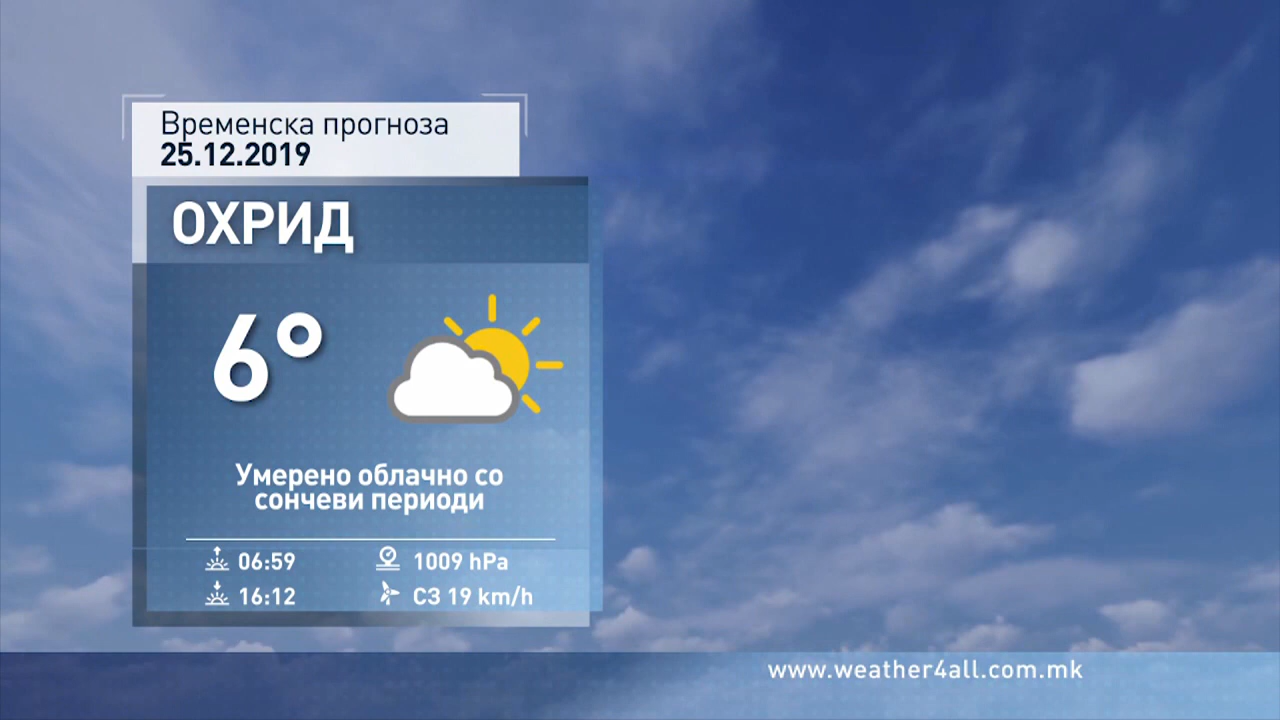 Временска прогноза
25.12.2019
ОХРИД
6°
Умерено облачно со
сончеви периоди
06:59
1009 hPa
16:12
СЗ 19 km/h
www.weather4all.com.mk